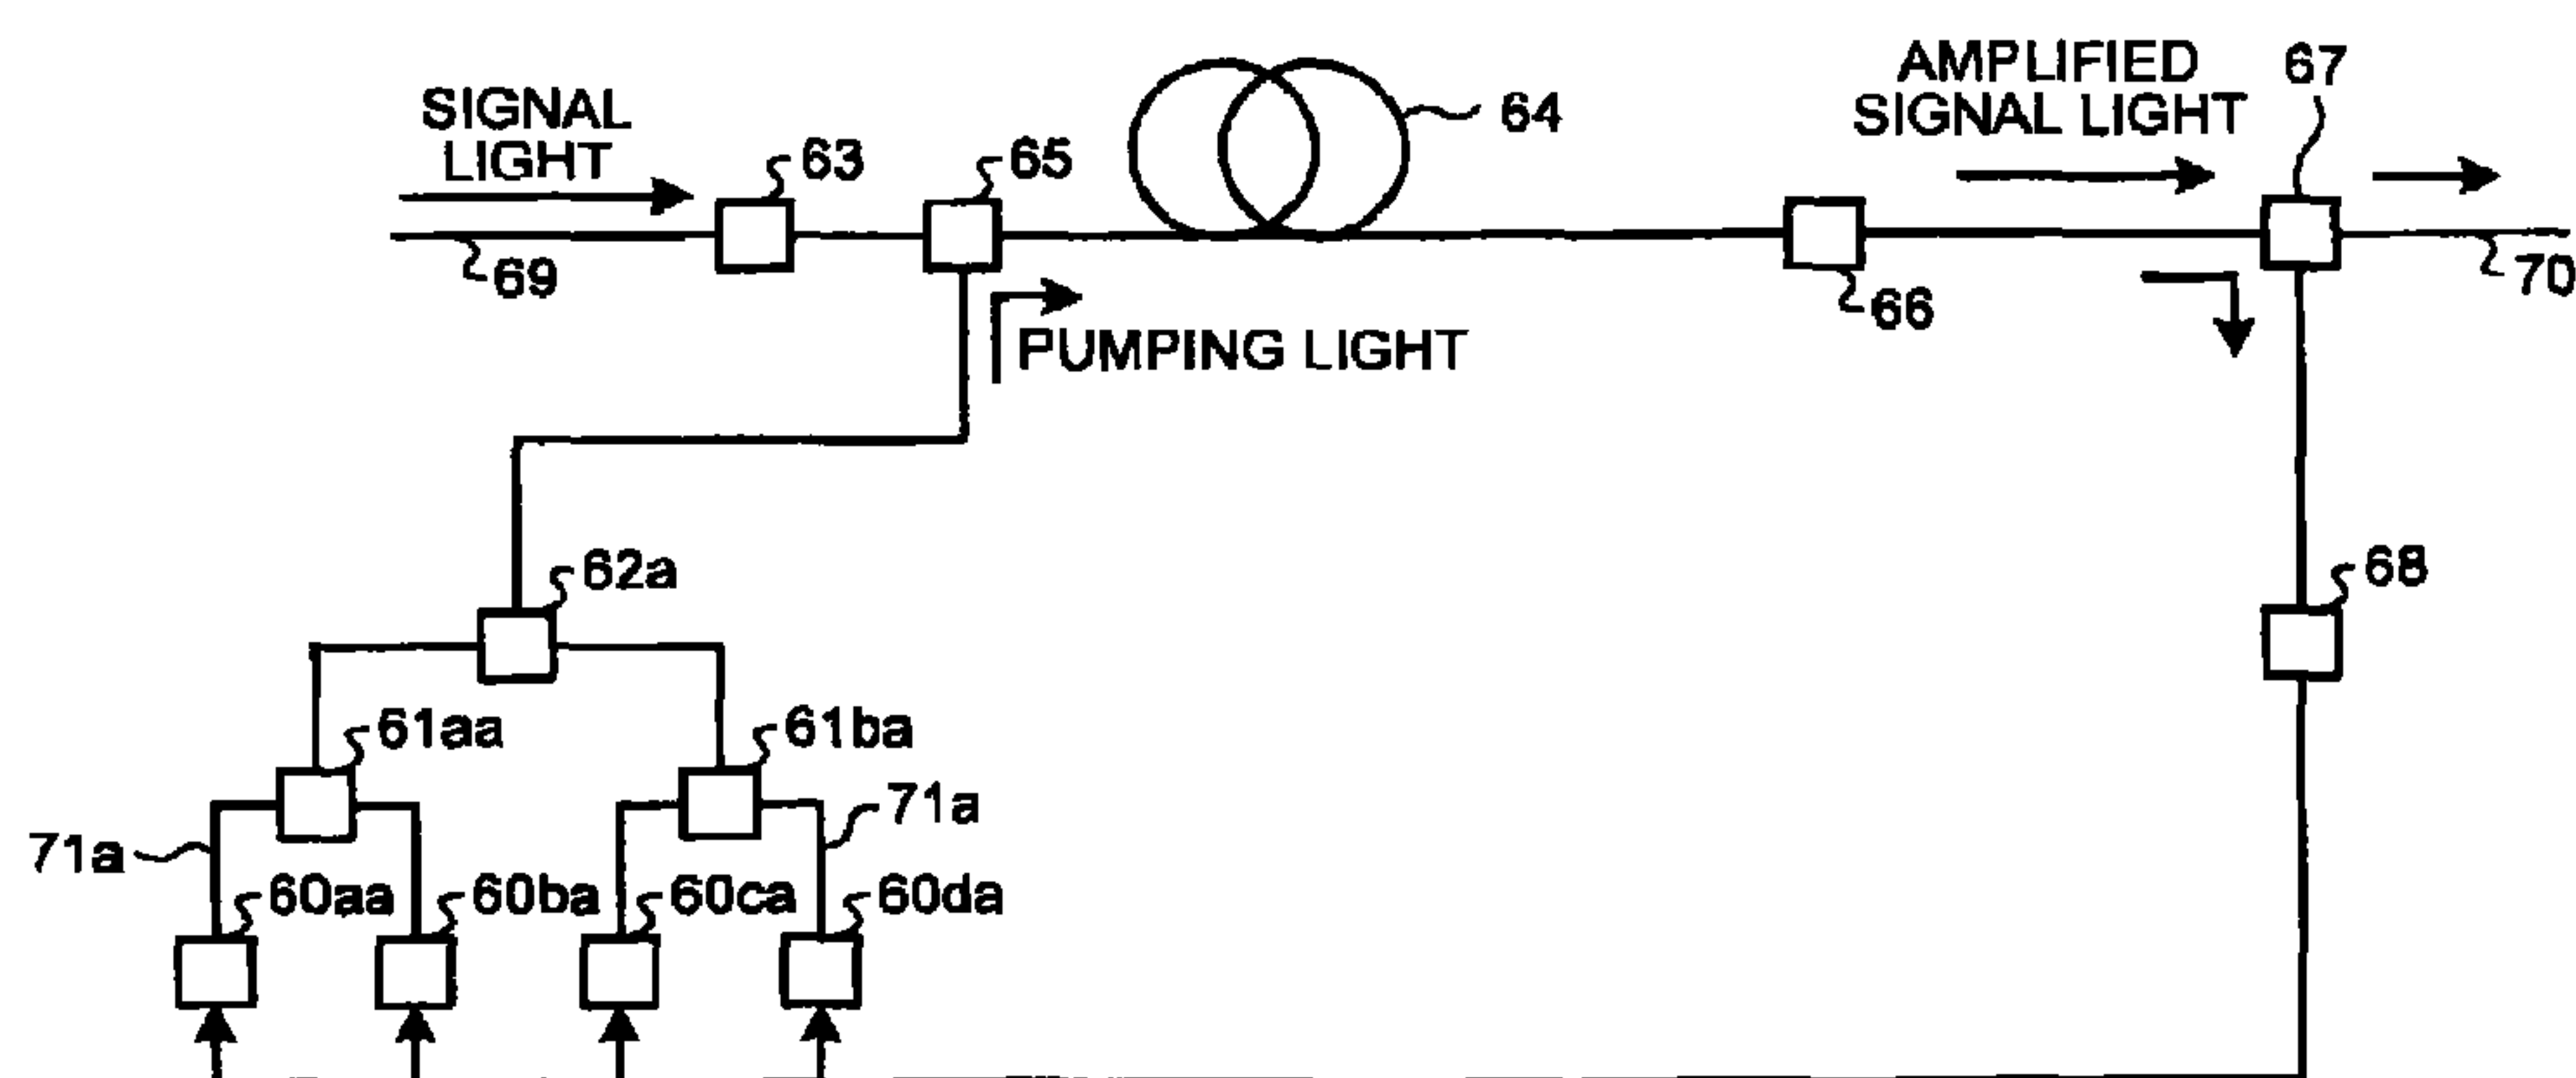 SIGNAL
LIGHT
63
65
64
AMPLIFIED
SIGNAL LIGHT
67
69
PUMPING LIGHT
66
70
62a
68
61aa
61ba
71a
71a
60aa
60ba
60ca
60da